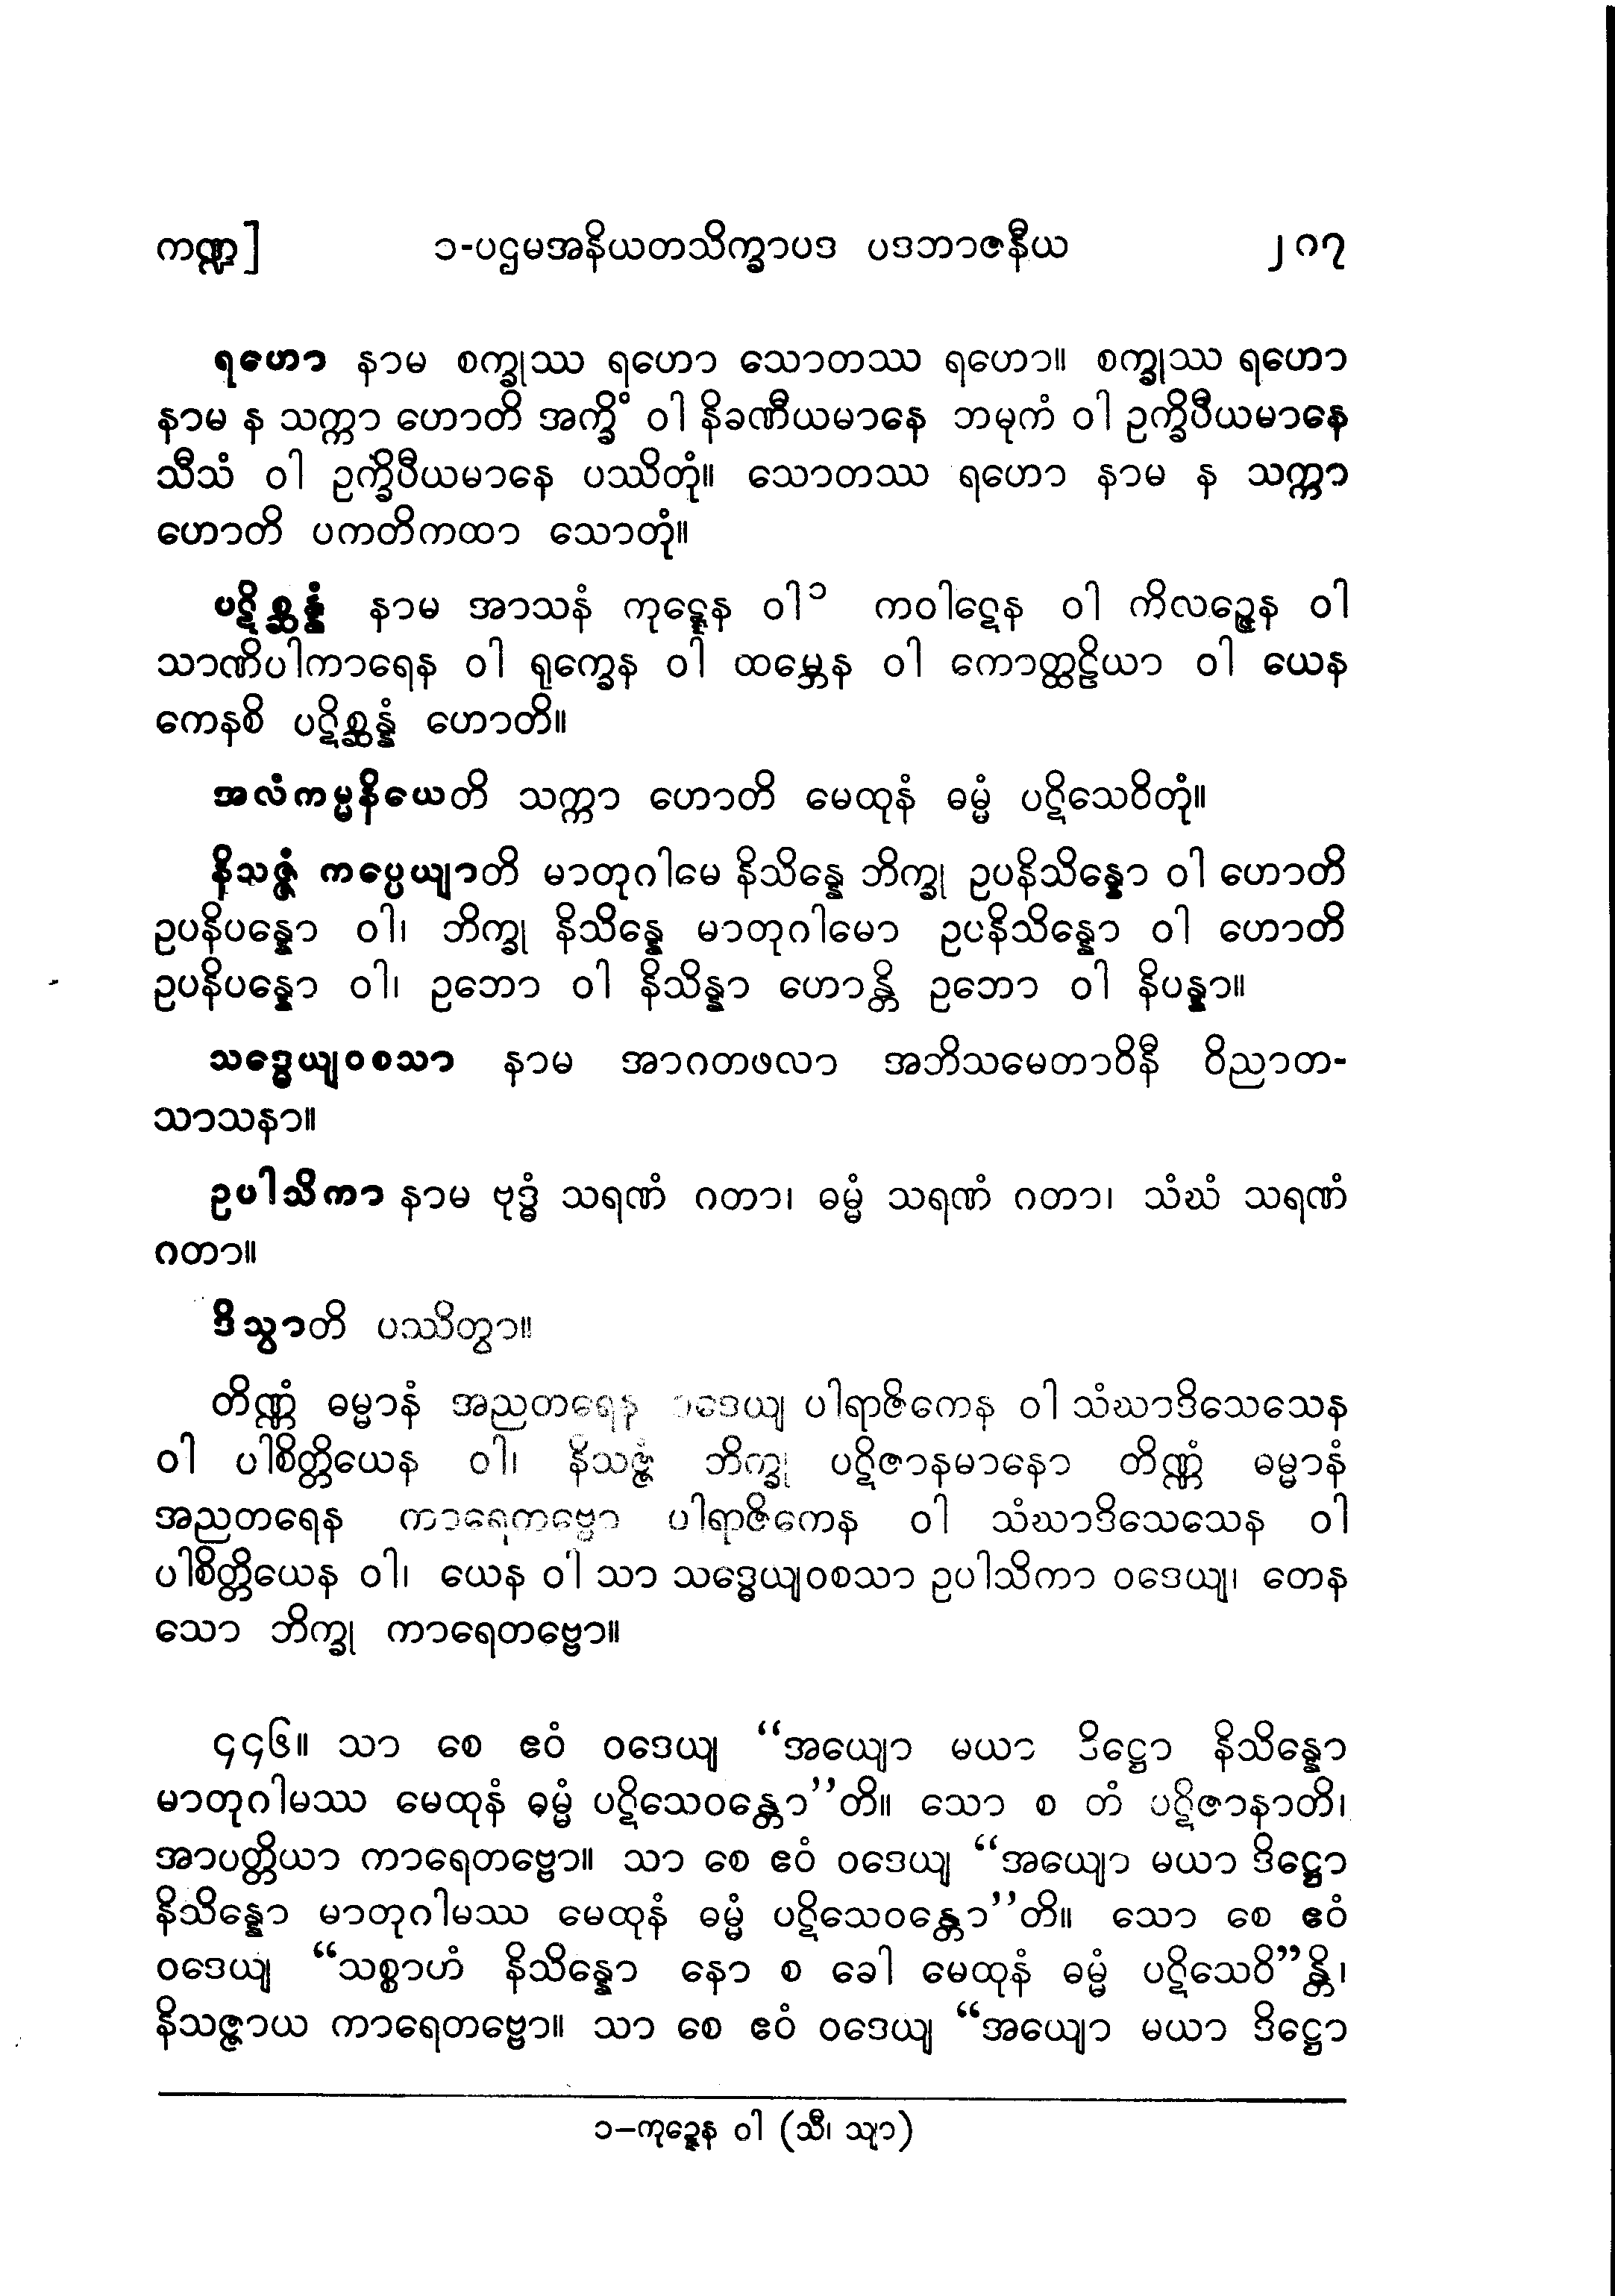 ကဏ္ဍ]	၁-ပဌမအနိယတသိက္ခာပဒ ပဒဘာဇနီယ	၂၈၇
ရဟော နာမ စက္ခုဿ ရဟော သောတဿ ရဟော။ စက္ခုဿ ရဟော
နာမ န သက္ကာ ဟောတိ အက္ခိံ ဝါ နိခဏီယမာနေ ဘမုကံ ဝါ ဥက္ခိပီယမာနေ
သီသံ ဝါ ဥက္ခိပီယမာနေ ပဿိတုံ။ သောတဿ ရဟော နာမ န သက္ကာ
ဟောတိ ပကတိကထာ သောတုံ။
ပဋိစ္ဆန္နံ နာမ အာသနံ ကုဋ္ဋေန ဝါ၁ ကဝါဋေန ဝါ ကိလဉ္ဇေန ဝါ
သာဏိပါကာရေန ဝါ ရုက္ခေန ဝါ ထမ္ဘေန ဝါ ကောတ္ထဠိယာ ဝါ ယေန
ကေနစိ ပဋိစ္ဆန္နံ ဟောတိ။
အလံကမ္မနိယေတိ သက္ကာ ဟောတိ မေထုနံ ဓမ္မံ ပဋိသေဝိတုံ။
နိသဇ္ဇံ ကပ္ပေယျာတိ မာတုဂါမေ နိသိန္နေ ဘိက္ခု ဥပနိသိန္နော ဝါ ဟောတိ
ဥပနိပန္နော ဝါ၊ ဘိက္ခု နိသိန္နေ မာတုဂါမော ဥပနိသိန္နော ဝါ ဟောတိ
ဥပနိပန္နော ဝါ၊ ဥဘော ဝါ နိသိန္နာ ဟောန္တိ ဥဘော ဝါ နိပန္နာ။
သဒ္ဓေယျဝစသာ နာမ အာဂတဖလာ အဘိသမေတာဝိနီ ဝိညာတ-
သာသနာ။
ဥပါသိကာ နာမ ဗုဒ္ဓံ သရဏံ ဂတာ၊ ဓမ္မံ သရဏံ ဂတာ၊ သံဃံ သရဏံ
ဂတာ။
ဒိသွာတိ ပဿိတွာ။
တိဏ္ဏံ ဓမ္မာနံ အညတရေန ဝဒေယျ ပါရာဇိကေန ဝါ သံဃာဒိသေသေန
ဝါ ပါစိတ္တိယေန ဝါ၊ နိသဇ္ဇံ ဘိက္ခု ပဋိဇာနမာနော တိဏ္ဏံ ဓမ္မာနံ
အညတရေန ကာရေတဗ္ဗော ပါရာဇိကေန ဝါ သံဃာဒိသေသေန ဝါ
ပါစိတ္တိယေန ဝါ၊ ယေန ဝါ သာ သဒ္ဓေယျဝစသာ ဥပါသိကာ ဝဒေယျ၊ တေန
သော ဘိက္ခု ကာရေတဗ္ဗော။
၄၄၆။ သာ စေ ဧဝံ ဝဒေယျ “အယျော မယာ ဒိဋ္ဌော နိသိန္နော
မာတုဂါမဿ မေထုနံ ဓမ္မံ ပဋိသေဝန္တော”တိ။ သော စ တံ ပဋိဇာနာတိ၊
အာပတ္တိယာ ကာရေတဗ္ဗော။ သာ စေ ဧဝံ ဝဒေယျ “အယျော မယာ ဒိဋ္ဌော
နိသိန္နော မာတုဂါမဿ မေထုနံ ဓမ္မံ ပဋိသေဝန္တော”တိ။ သော စေ ဧဝံ
ဝဒေယျ “သစ္စာဟံ နိသိန္နော နော စ ခေါ မေထုနံ ဓမ္မံ ပဋိသေဝိ”န္တိ၊
နိသဇ္ဇာယ ကာရေတဗ္ဗော။ သာ စေ ဧဝံ ဝဒေယျ “အယျော မယာ ဒိဋ္ဌော
၁–ကုဍ္ဍေန ဝါ (သီ၊ သျာ)